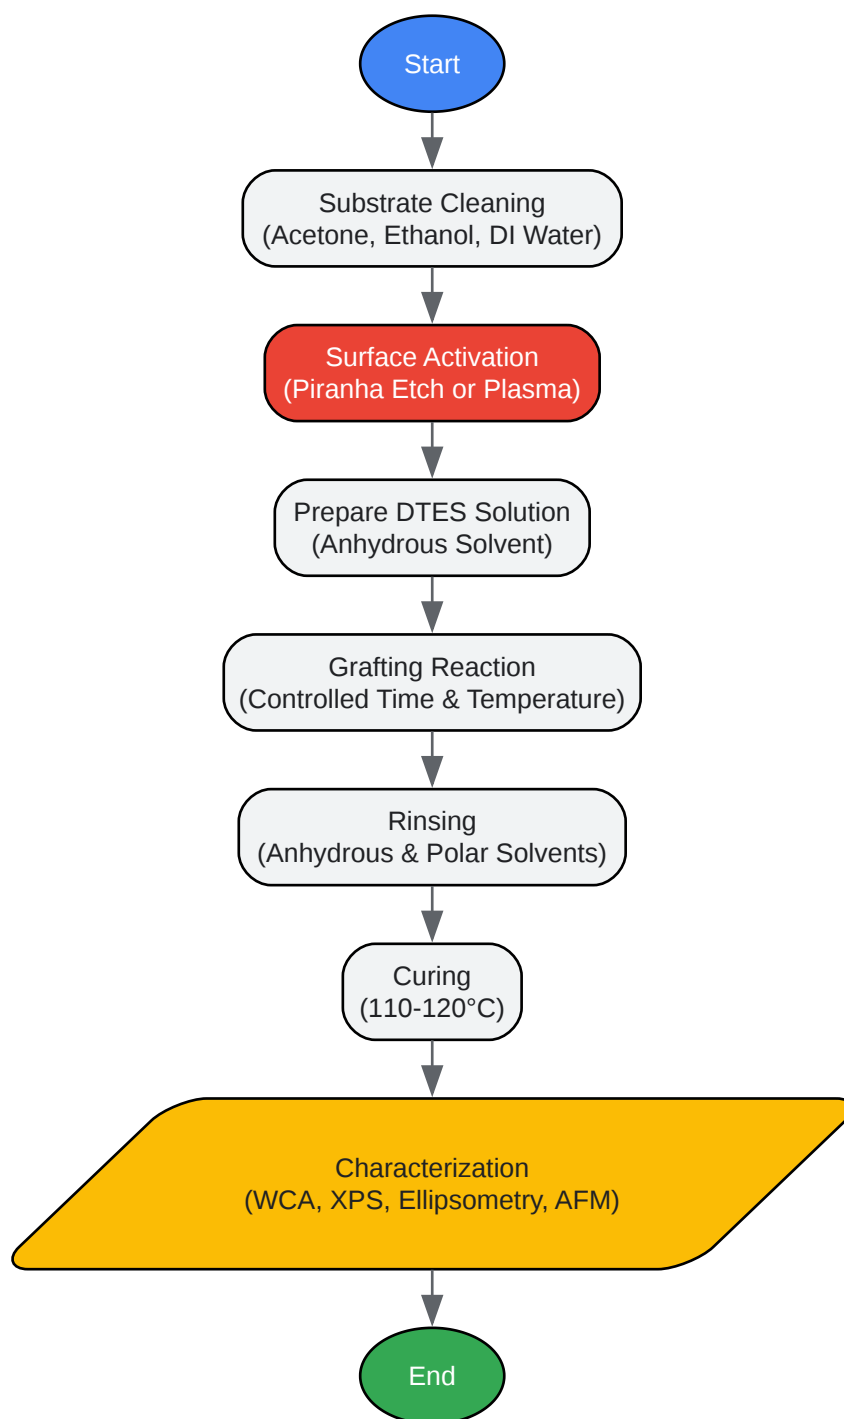 Start
Substrate Cleaning
(Acetone, Ethanol, DI Water)
Surface Activation
(Piranha Etch or Plasma)
Prepare DTES Solution
(Anhydrous Solvent)
Grafting Reaction
(Controlled Time & Temperature)
Rinsing
(Anhydrous & Polar Solvents)
Curing
(110-120°C)
Characterization
(WCA, XPS, Ellipsometry, AFM)
End